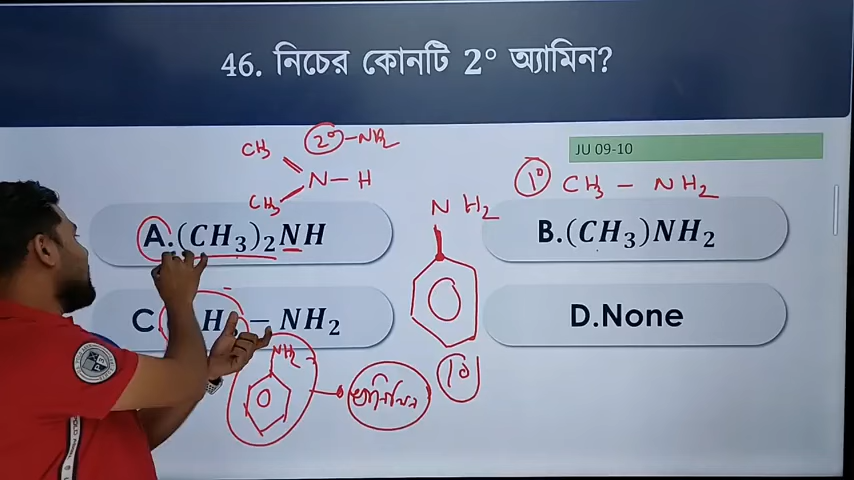 46. নিচের কোনটি 2° অ্যামিন?
JU 09-10
CH3
2° - NH2
N - H
CH3
1° CH3 - NH2
A.(CH3)2NH
NH2
B.(CH3)NH2
C
H
- NH2
D.None
NH2
1°